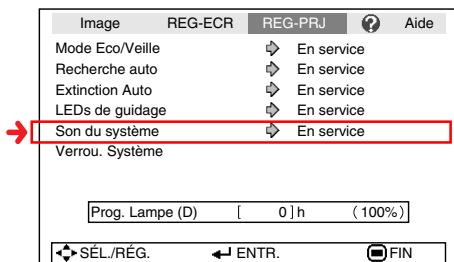 Image REG-ECR REG-PRJ ? Aide
Mode Eco/Veille En service
Recherche auto En service
Extinction Auto En service
LEDs de guidage En service
Son du système En service
Verrou. Système
Prog. Lampe (D) [ 0] h (100%)
SÉL./RÉG. ENTR. FIN